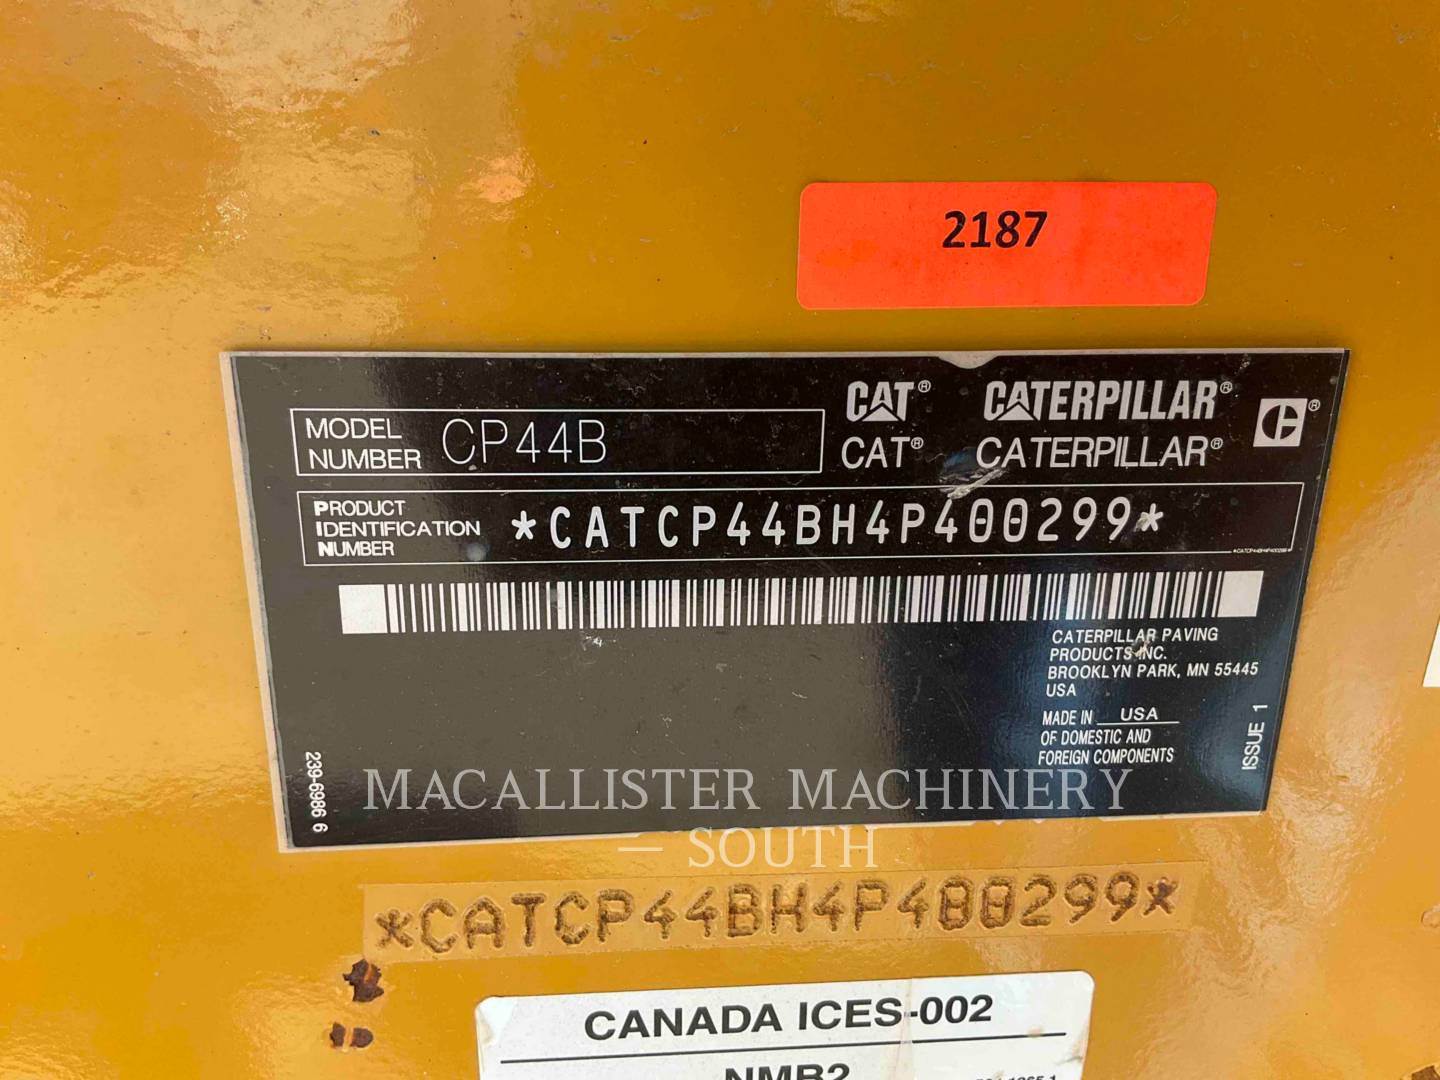 2187
CAT® CATERPILLAR®
MODEL NUMBER CP44B
CAT® CATERPILLAR®
PRODUCT IDENTIFICATION NUMBER *CATCP44BH4P400299*
*CATCP44BH4P400299*
CATERPILLAR PAVING
PRODUCTS INC.
BROOKLYN PARK, MN 55445
USA
MADE IN USA
OF DOMESTIC AND
FOREIGN COMPONENTS
ISSUE 1
239-6986 6
MACALLISTER MACHINERY
— SOUTH
*CATCP44BH4P400299*
CANADA ICES-002
NMB2